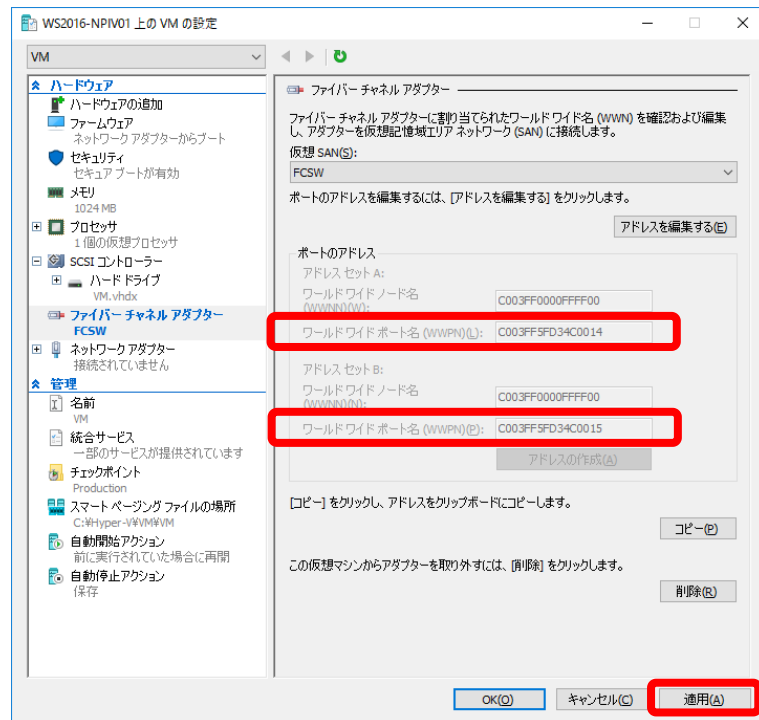 WS2016-NPIV01 上の VM の設定
VM
ハードウェア
ハードウェアの追加
ファームウェア
ネットワーク アダプターからブート
セキュリティ
セキュア ブートが有効
メモリ
1024 MB
プロセッサ
1 個の仮想プロセッサ
SCSI コントローラー
ハード ドライブ
VM.vhdx
ファイバー チャネル アダプター
FCSW
ネットワーク アダプター
接続されていません
管理
名前
VM
統合サービス
一部のサービスが提供されています
チェックポイント
Production
スマート ページング ファイルの場所
C:¥Hyper-V¥VM¥VM
自動開始アクション
前に実行されていた場合に再開
自動停止アクション
保存
ファイバー チャネル アダプター
ファイバー チャネル アダプターに割り当てられたワールド ワイド名 (WWN) を確認および編集
し、アダプターを仮想記憶域エリア ネットワーク (SAN) に接続します。
仮想 SAN(S):
FCSW
ポートのアドレスを編集するには、[アドレスを編集する] をクリックします。
アドレスを編集する(E)
ポートのアドレス
アドレス セット A:
ワールド ワイド ノード名
(WWNN)(W):
C003FF0000FFFF00
ワールド ワイド ポート名 (WWPN)(L):
C003FF5FD34C0014
アドレス セット B:
ワールド ワイド ノード名
(WWNN)(N):
C003FF0000FFFF00
ワールド ワイド ポート名 (WWPN)(P):
C003FF5FD34C0015
アドレスの作成(A)
[コピー] をクリックし、アドレスをクリップボードにコピーします。
コピー(P)
この仮想マシンからアダプターを取り外すには、[削除] をクリックします。
削除(R)
OK(O)
キャンセル(C)
適用(A)